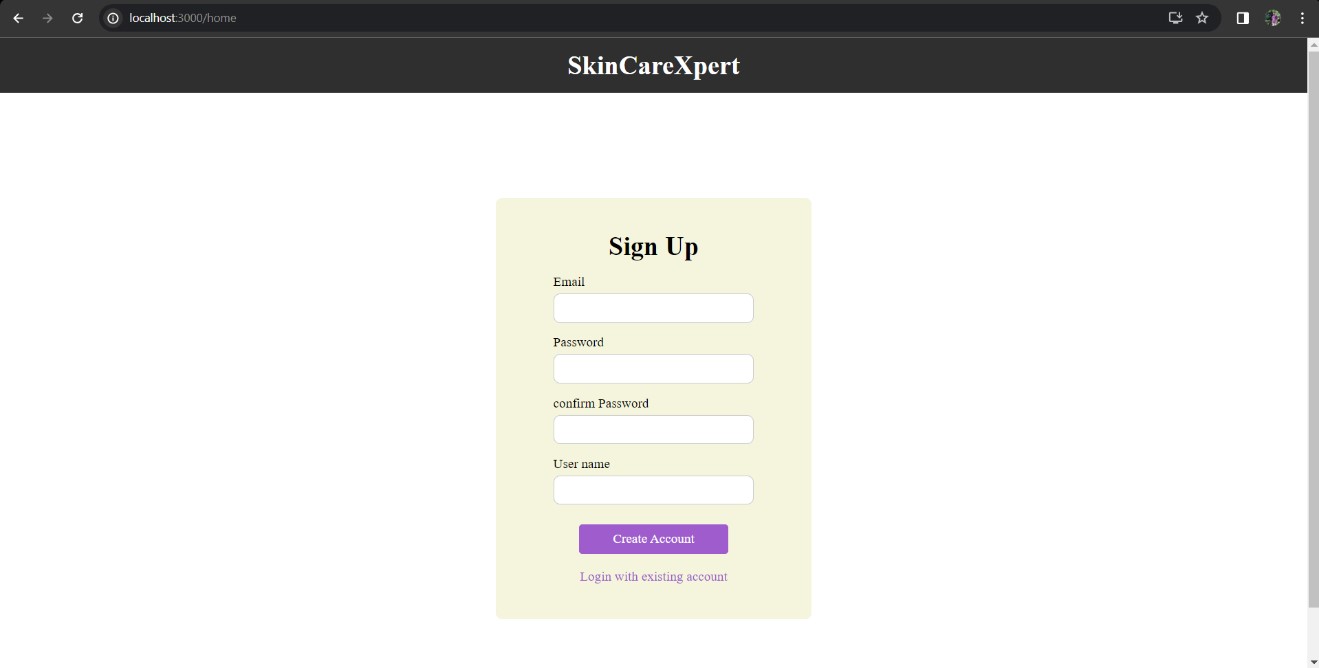 localhost:3000/home
SkinCareXpert
Sign Up
Email
Password
confirm Password
User name
Create Account
Login with existing account